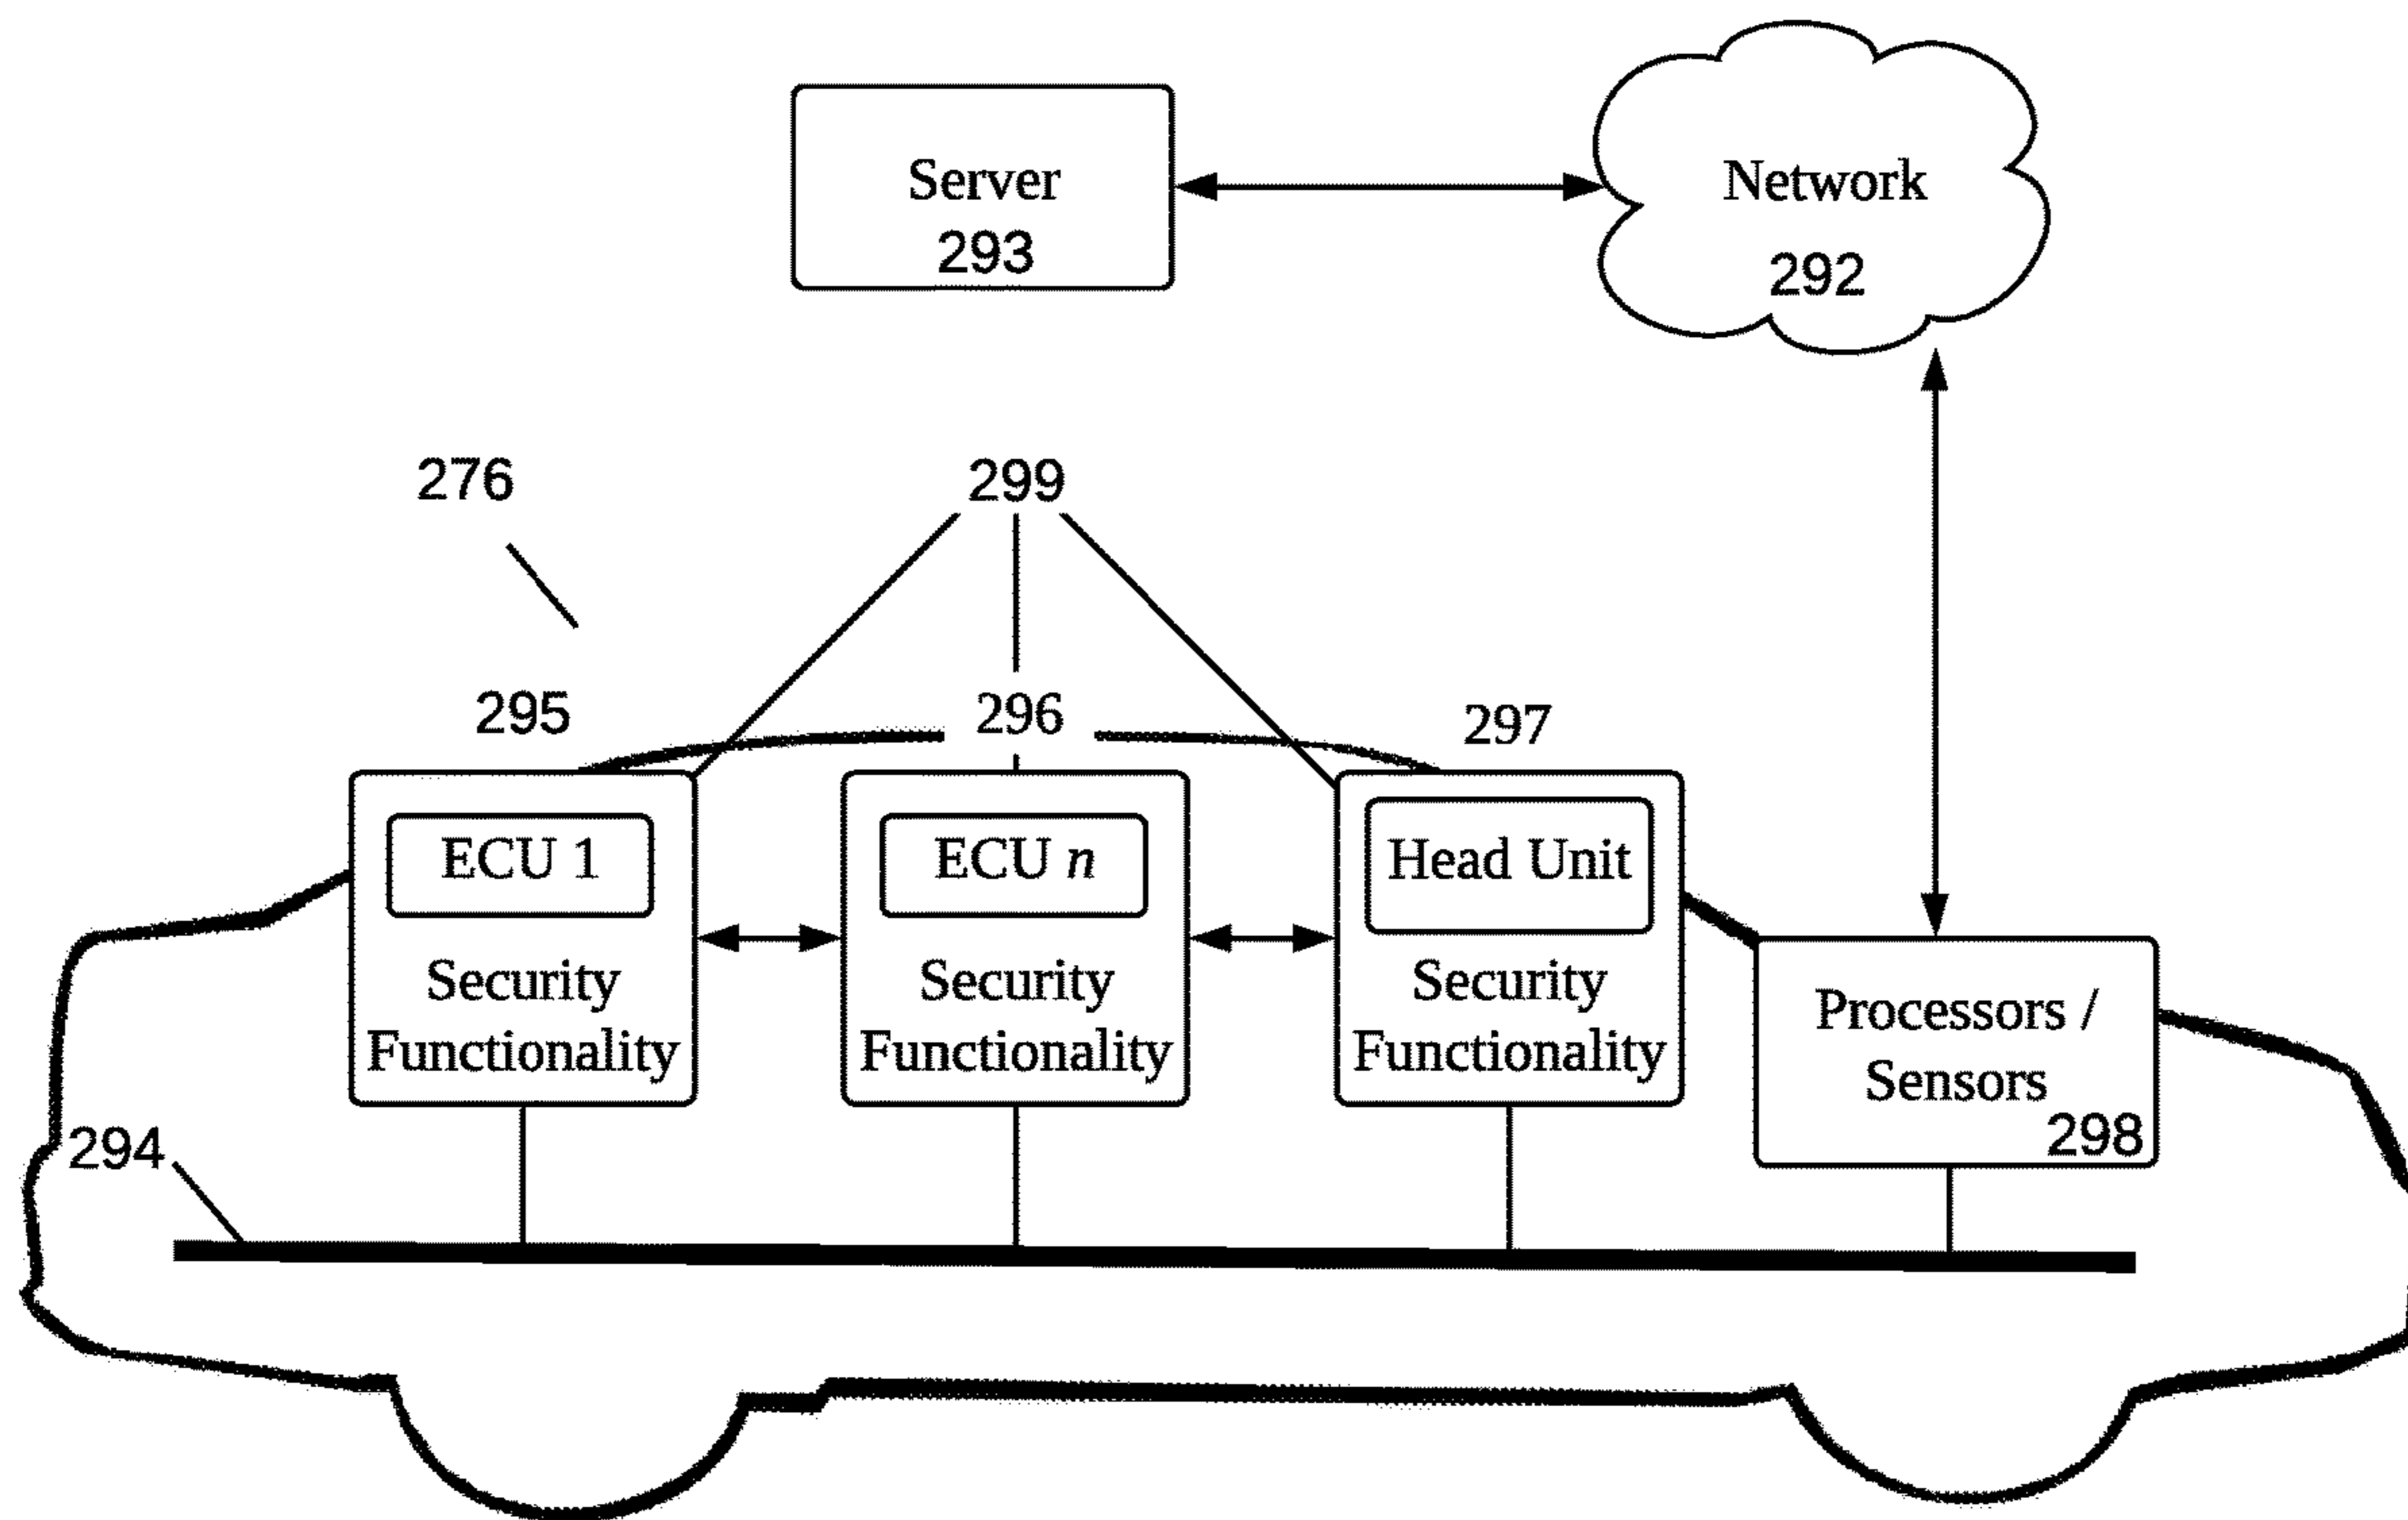 Server
293
Network
292
276
299
295
296
297
ECU 1
Security
Functionality
ECU n
Security
Functionality
Head Unit
Security
Functionality
Processors /
Sensors
298
294